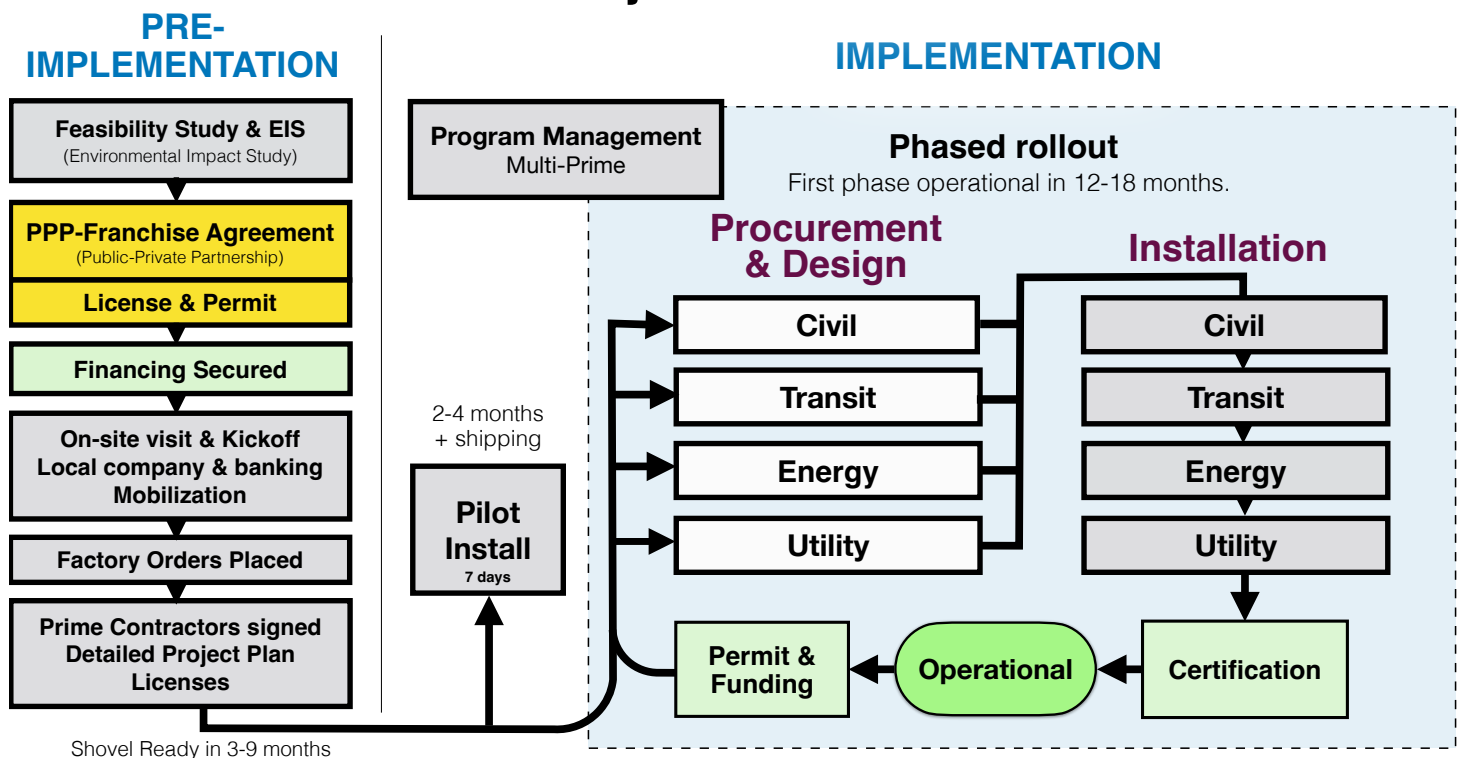 PRE-
IMPLEMENTATION
Feasibility Study & EIS
(Environmental Impact Study)
PPP-Franchise Agreement
(Public-Private Partnership)
License & Permit
Financing Secured
On-site visit & Kickoff
Local company & banking
Mobilization
Factory Orders Placed
Prime Contractors signed
Detailed Project Plan
Licenses
Shovel Ready in 3-9 months
IMPLEMENTATION
Program Management
Multi-Prime
Phased rollout
First phase operational in 12-18 months.
2-4 months
+ shipping
Pilot
Install
7 days
Procurement
& Design
Civil
Transit
Energy
Utility
Installation
Civil
Transit
Energy
Utility
Certification
Operational
Permit &
Funding